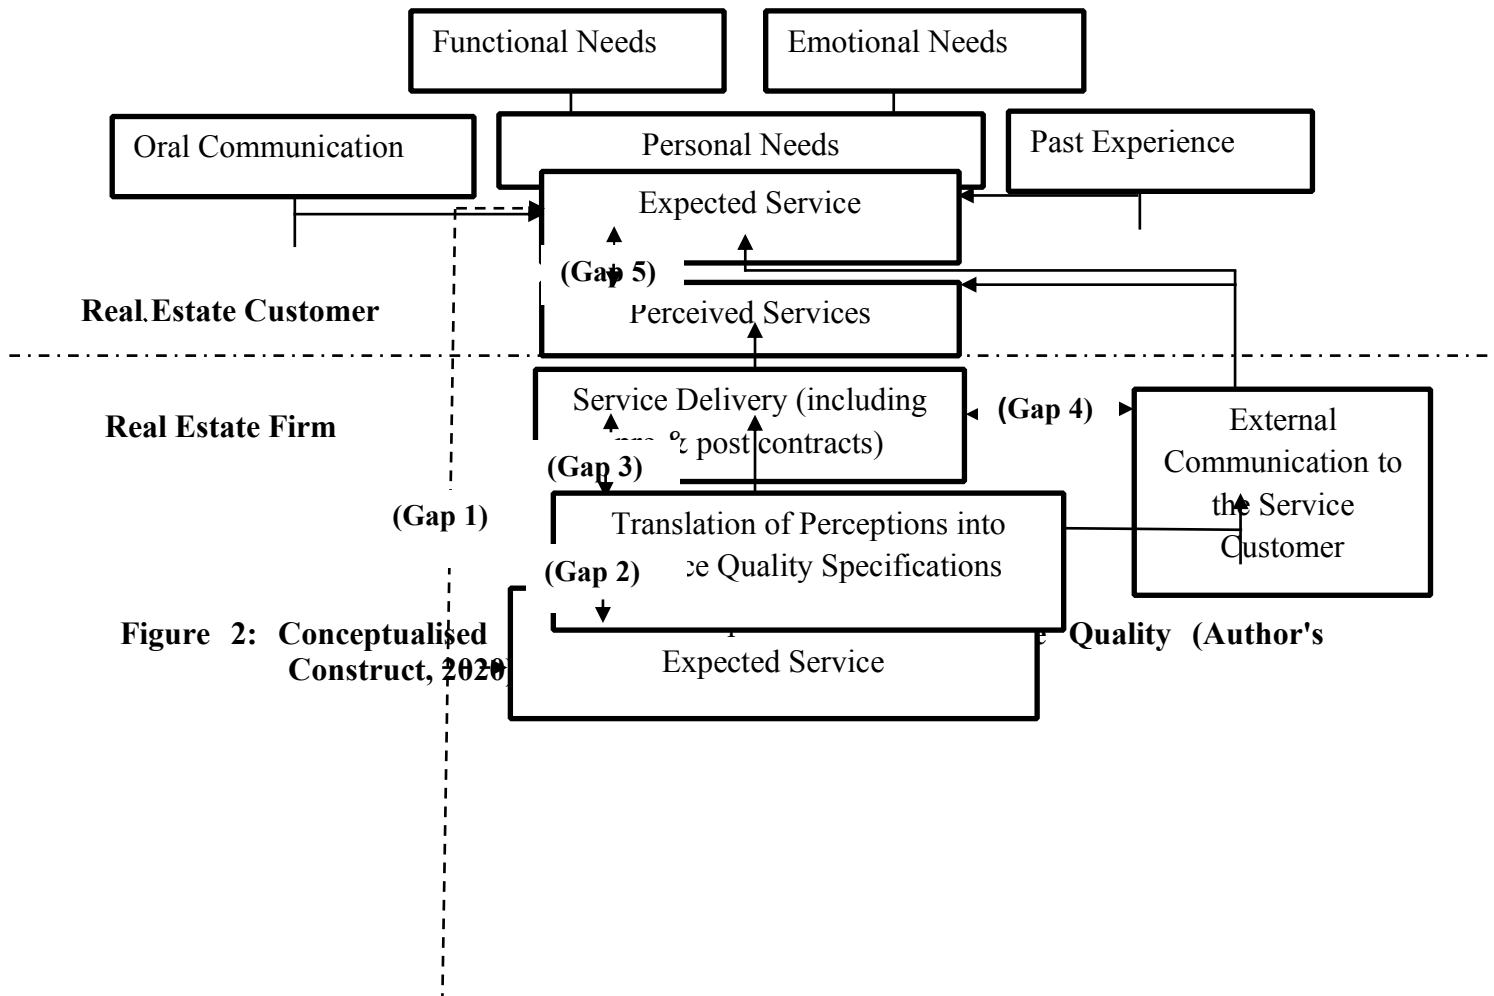 Functional Needs
Emotional Needs
Oral Communication
Personal Needs
Past Experience
Expected Service
(Gap 5)
Real Estate Customer
Perceived Services
Real Estate Firm
Service Delivery (including
& post contracts)
(Gap 4)
External
Communication to
the Service
Customer
(Gap 3)
(Gap 1)
Translation of Perceptions into
Quality Specifications
(Gap 2)
Figure 2: Conceptualised
Quality (Author's
Construct, 2020)
Expected Service